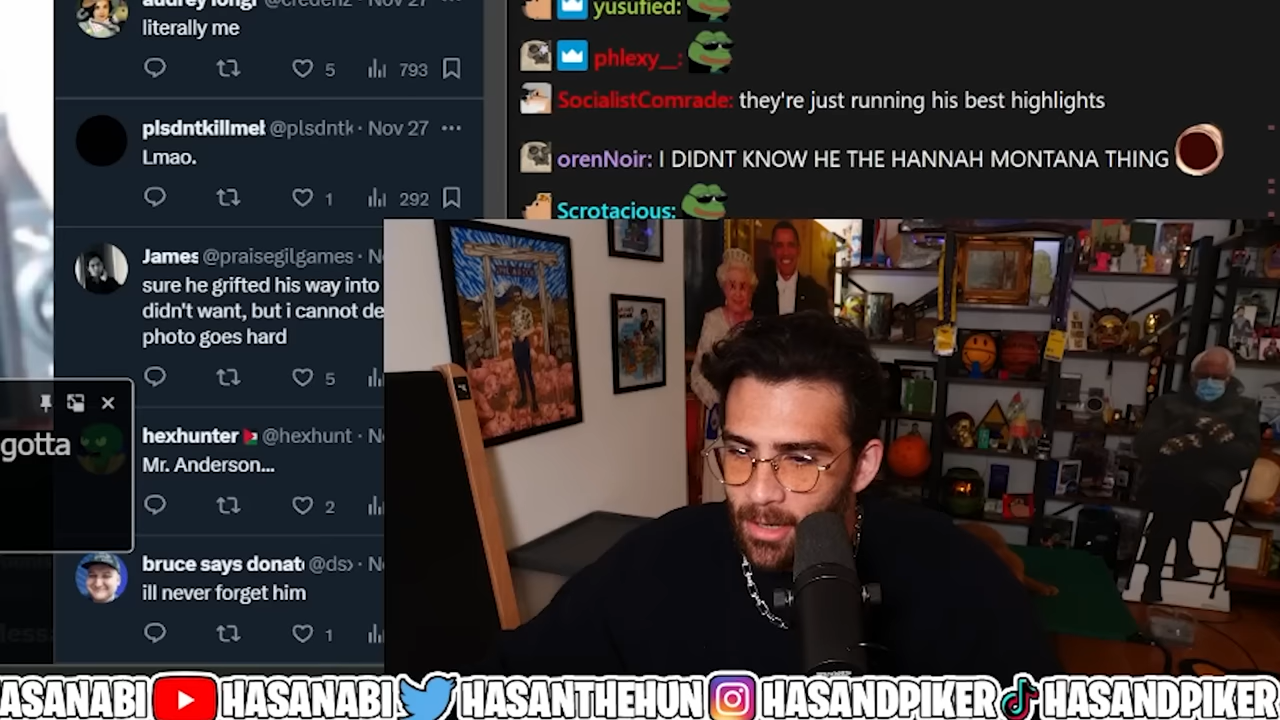 literally me
5
793
plsdntkillme @plsdntk · Nov 27
Lmao.
1
292
James @praisegilgames ·
sure he grifted his way into
didn't want, but i cannot de
photo goes hard
5
gotta
hexhunter @hexhunt ·
Mr. Anderson...
2
bruce says donat @ds ·
ill never forget him
1
yusufied:
phlexy__:
SocialistComrade: they're just running his best highlights
orenNoir: I DIDNT KNOW HE THE HANNAH MONTANA THING
Scrotacious:
ASANABI HASANABI HASANTHEHUN HASANDPIKER HASANDPIKER